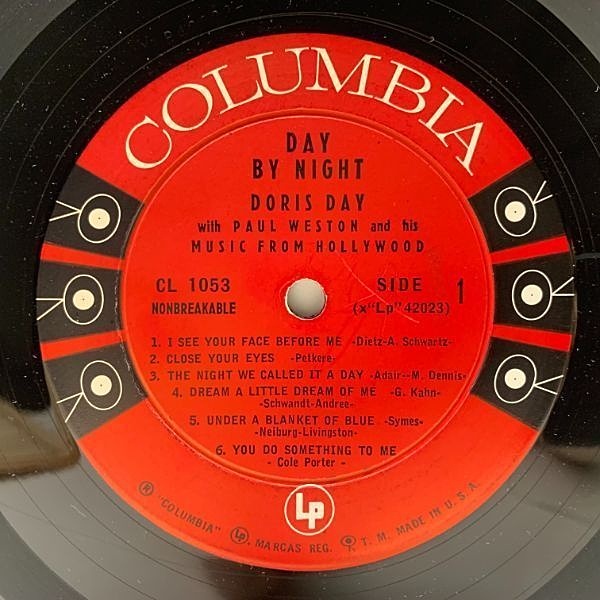 COLUMBIA
DAY
BY NIGHT
DORIS DAY
with PAUL WESTON and his
MUSIC FROM HOLLYWOOD
CL 1053 SIDE 1
NONBREAKABLE (x"Lp" 42023)
1. I SEE YOUR FACE BEFORE ME -Dietz-A. Schwartz-
2. CLOSE YOUR EYES -Petkere-
3. THE NIGHT WE CALLED IT A DAY -Adair--M. Dennis-
4. DREAM A LITTLE DREAM OF ME -G. Kahn-
-Schwandt-Andree-
5. UNDER A BLANKET OF BLUE -Symes-
-Neiburg-Livingston-
6. YOU DO SOMETHING TO ME
- Cole Porter -
Lp
® "COLUMBIA" Lp, MARCAS REG. T. M. MADE IN U. S. A.